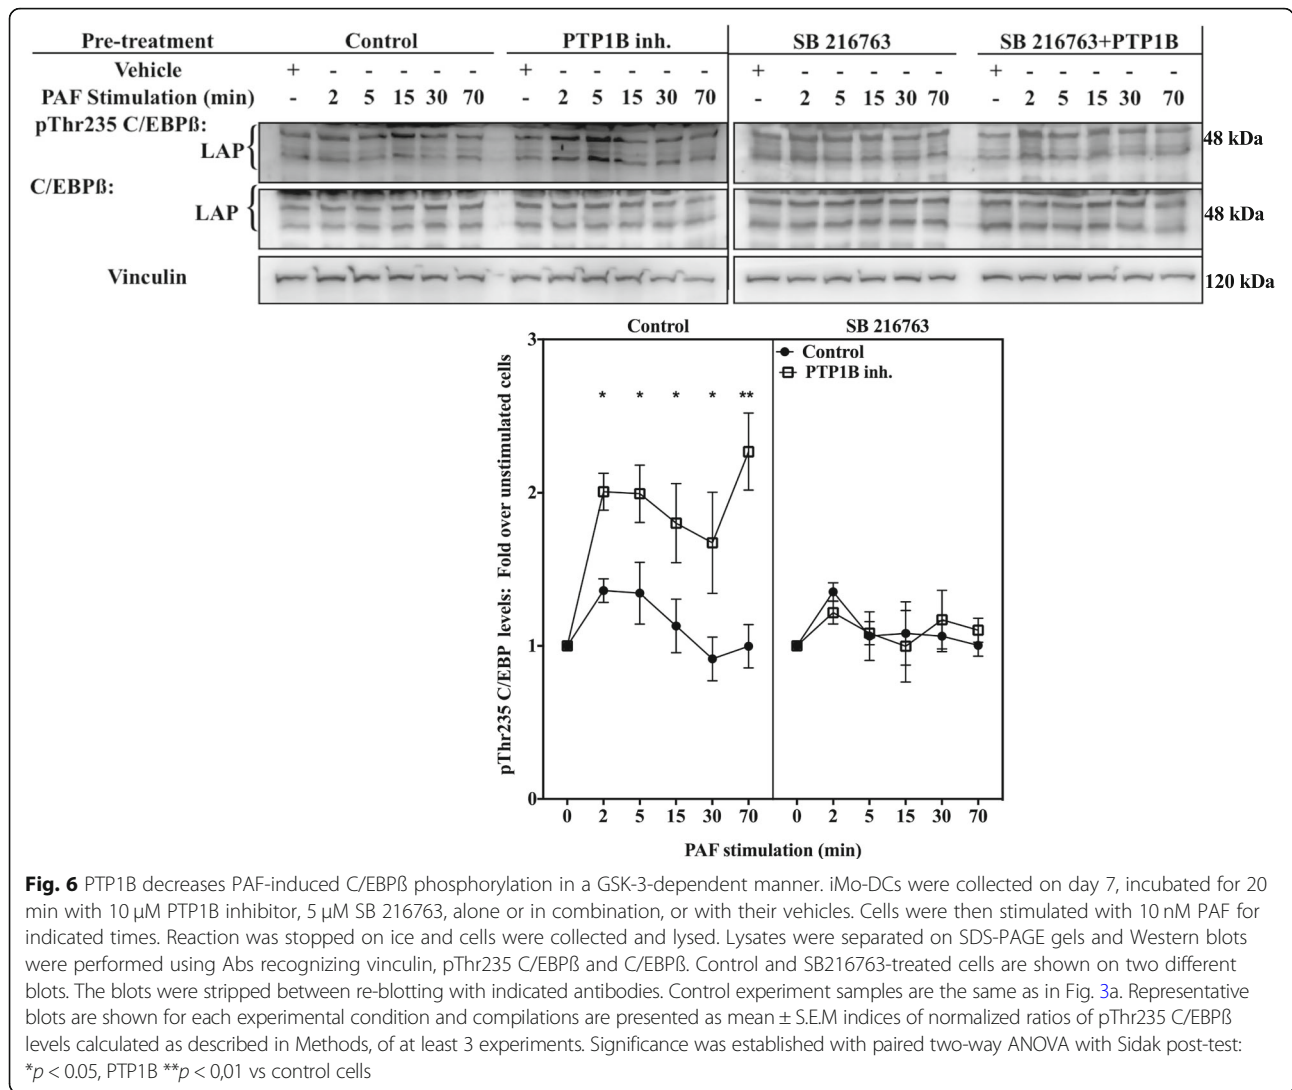 Pre-treatment Control PTP1B inh. SB 216763 SB 216763+PTP1B
Vehicle + - - - - - + - - - - - + - - - - - + - - - - -
PAF Stimulation (min) - 2 5 15 30 70 - 2 5 15 30 70 - 2 5 15 30 70 - 2 5 15 30 70
pThr235 C/EBPß:
LAP { 48 kDa
C/EBPß:
LAP { 48 kDa
Vinculin 120 kDa
Control SB 216763
3
Control
PTP1B inh.
* * * * **
2
1
0
pThr235 C/EBP levels: Fold over unstimulated cells
0 2 5 15 30 70 0 2 5 15 30 70
PAF stimulation (min)
Fig. 6 PTP1B decreases PAF-induced C/EBPß phosphorylation in a GSK-3-dependent manner. iMo-DCs were collected on day 7, incubated for 20
min with 10 µM PTP1B inhibitor, 5 µM SB 216763, alone or in combination, or with their vehicles. Cells were then stimulated with 10 nM PAF for
indicated times. Reaction was stopped on ice and cells were collected and lysed. Lysates were separated on SDS-PAGE gels and Western blots
were performed using Abs recognizing vinculin, pThr235 C/EBPß and C/EBPß. Control and SB216763-treated cells are shown on two different
blots. The blots were stripped between re-blotting with indicated antibodies. Control experiment samples are the same as in Fig. 3a. Representative
blots are shown for each experimental condition and compilations are presented as mean ± S.E.M indices of normalized ratios of pThr235 C/EBPß
levels calculated as described in Methods, of at least 3 experiments. Significance was established with paired two-way ANOVA with Sidak post-test:
*p < 0.05, PTP1B **p < 0,01 vs control cells